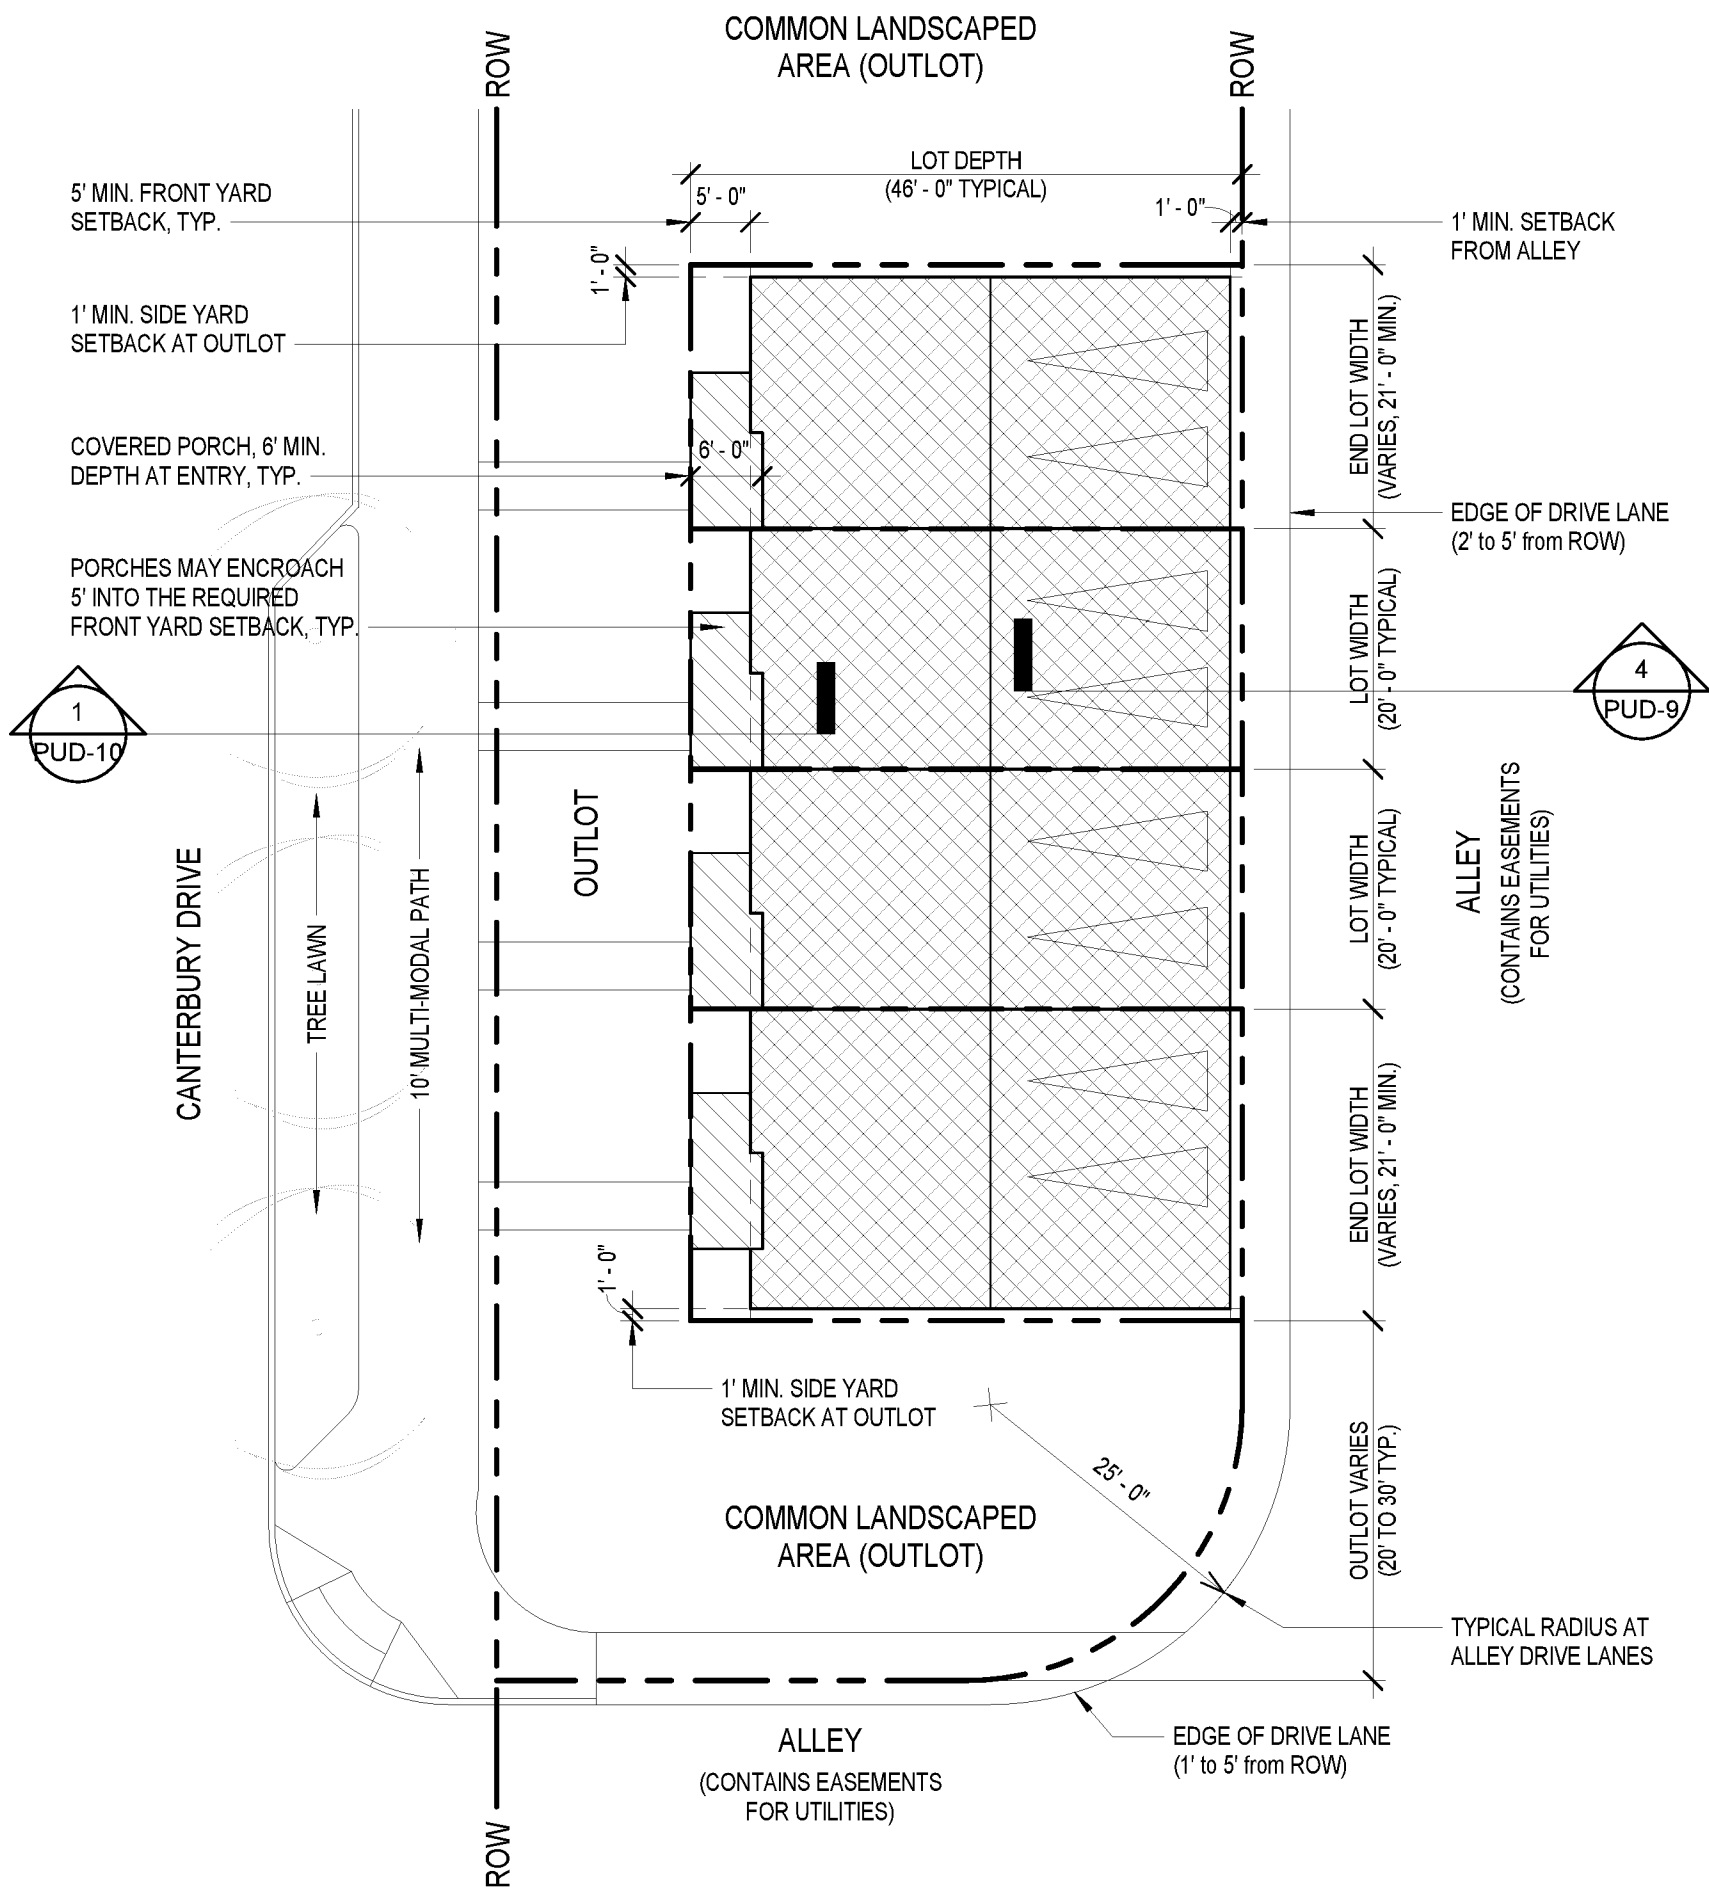 COMMON LANDSCAPED
AREA (OUTLOT)
ROW
ROW
LOT DEPTH
(46' - 0" TYPICAL)
5' - 0"
1' - 0"
5' MIN. FRONT YARD
SETBACK, TYP.
1' MIN. SETBACK
FROM ALLEY
1' - 0"
1' MIN. SIDE YARD
SETBACK AT OUTLOT
END LOT WIDTH
(VARIES, 21' - 0" MIN.)
COVERED PORCH, 6' MIN.
DEPTH AT ENTRY, TYP.
6' - 0"
EDGE OF DRIVE LANE
(2' to 5' from ROW)
PORCHES MAY ENCROACH
5' INTO THE REQUIRED
FRONT YARD SETBACK, TYP.
LOT WIDTH
(20' - 0" TYPICAL)
1
PUD-10
4
PUD-9
CANTERBURY DRIVE
TREE LAWN
10' MULTI-MODAL PATH
OUTLOT
LOT WIDTH
(20' - 0" TYPICAL)
ALLEY
(CONTAINS EASEMENTS
FOR UTILITIES)
END LOT WIDTH
(VARIES, 21' - 0" MIN.)
1' - 0"
1' MIN. SIDE YARD
SETBACK AT OUTLOT
25' - 0"
OUTLOT VARIES
(20' TO 30' TYP.)
COMMON LANDSCAPED
AREA (OUTLOT)
TYPICAL RADIUS AT
ALLEY DRIVE LANES
ALLEY
(CONTAINS EASEMENTS
FOR UTILITIES)
EDGE OF DRIVE LANE
(1' to 5' from ROW)
ROW